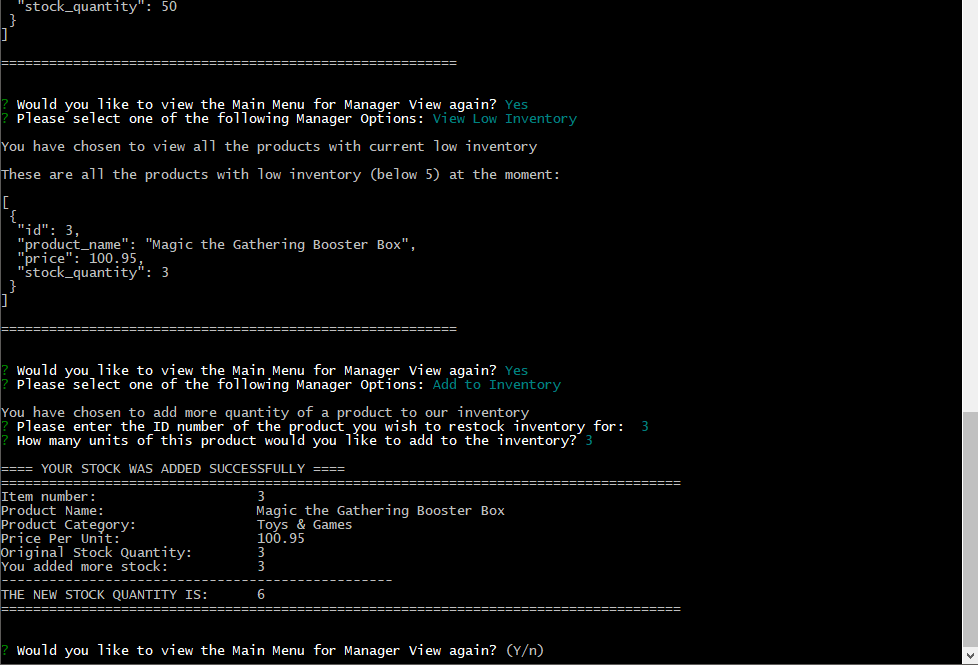 "stock_quantity": 50
}
]
=========================================================
? Would you like to view the Main Menu for Manager View again? Yes
? Please select one of the following Manager Options: View Low Inventory
You have chosen to view all the products with current low inventory
These are all the products with low inventory (below 5) at the moment:
[
{
"id": 3,
"product_name": "Magic the Gathering Booster Box",
"price": 100.95,
"stock_quantity": 3
}
]
=========================================================
? Would you like to view the Main Menu for Manager View again? Yes
? Please select one of the following Manager Options: Add to Inventory
You have chosen to add more quantity of a product to our inventory
? Please enter the ID number of the product you wish to restock inventory for:  3
? How many units of this product would you like to add to the inventory? 3
==== YOUR STOCK WAS ADDED SUCCESSFULLY ====
=====================================================================================
Item number:                    3
Product Name:                   Magic the Gathering Booster Box
Product Category:               Toys & Games
Price Per Unit:                 100.95
Original Stock Quantity:        3
You added more stock:           3
-------------------------------------------------
THE NEW STOCK QUANTITY IS:      6
=====================================================================================
? Would you like to view the Main Menu for Manager View again? (Y/n)